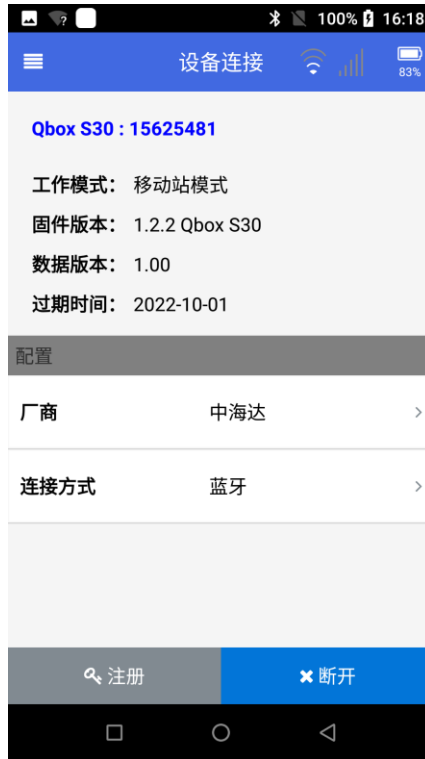 100% 16:18
设备连接
83%
Qbox S30 : 15625481
工作模式： 移动站模式
固件版本： 1.2.2 Qbox S30
数据版本： 1.00
过期时间： 2022-10-01
配置
厂商 中海达
连接方式 蓝牙
注册 断开